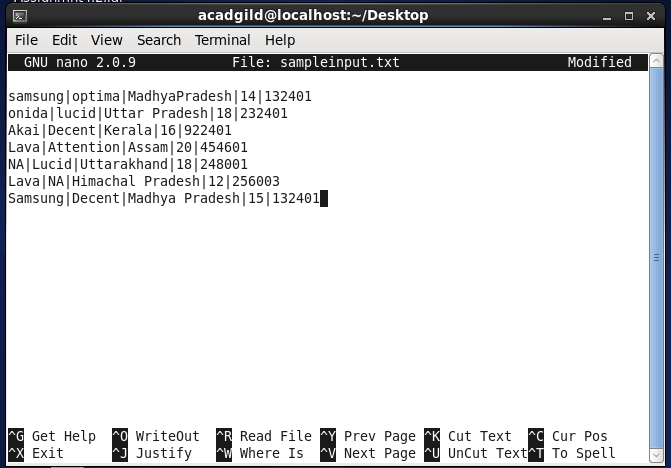 acadgild@localhost:~/Desktop
File Edit View Search Terminal Help
GNU nano 2.0.9 File: sampleinput.txt Modified
samsung|optima|MadhyaPradesh|14|132401
onida|lucid|Uttar Pradesh|18|232401
Akai|Decent|Kerala|16|922401
Lava|Attention|Assam|20|454601
NA|Lucid|Uttarakhand|18|248001
Lava|NA|Himachal Pradesh|12|256003
Samsung|Decent|Madhya Pradesh|15|132401
^G Get Help ^O WriteOut ^R Read File ^Y Prev Page ^K Cut Text ^C Cur Pos
^X Exit ^J Justify ^W Where Is ^V Next Page ^U UnCut Text ^T To Spell